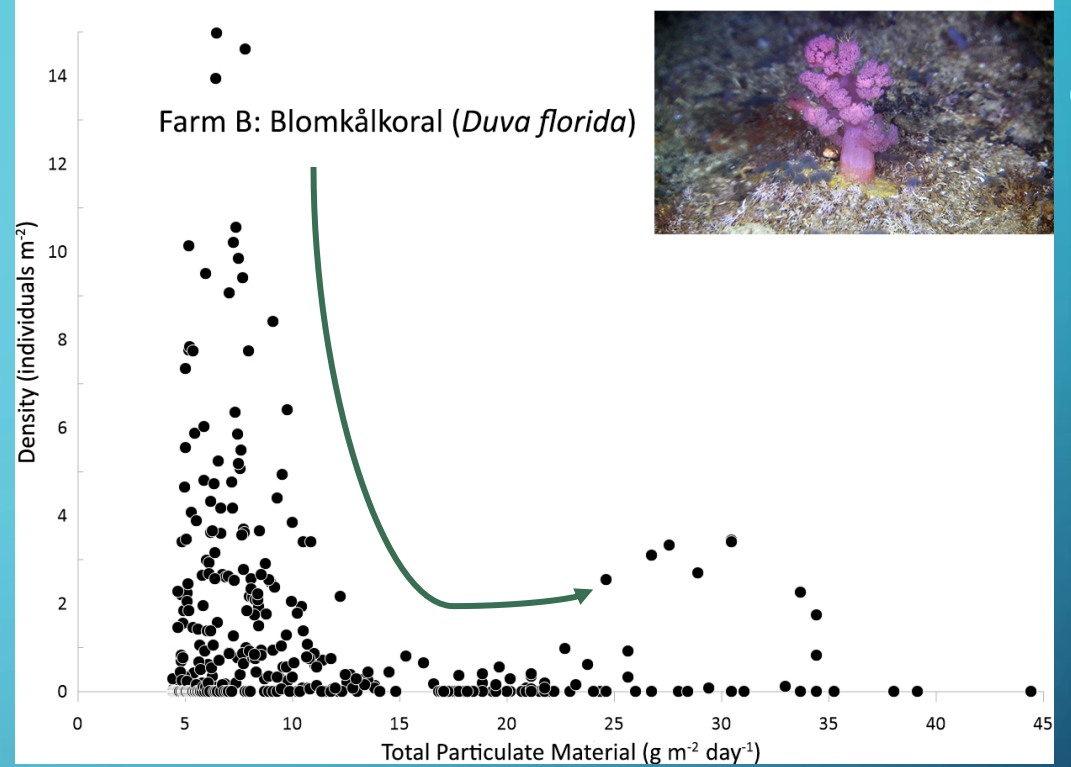 Farm B: Blomkålkoral (Duva florida)
Density (individuals m-2)
14
12
10
8
6
4
2
0
0 5 10 15 20 25 30 35 40 45
Total Particulate Material (g m-2 day-1)